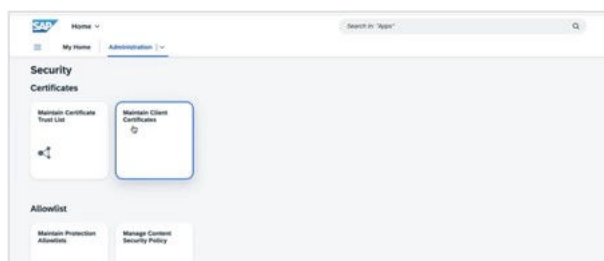 SAP Home
Search In: "Apps"
My Home Administration
Security
Certificates
Maintain Certificate
Trust List
Maintain Client
Certificates
Allowlist
Maintain Protection
Allowlists
Manage Content
Security Policy